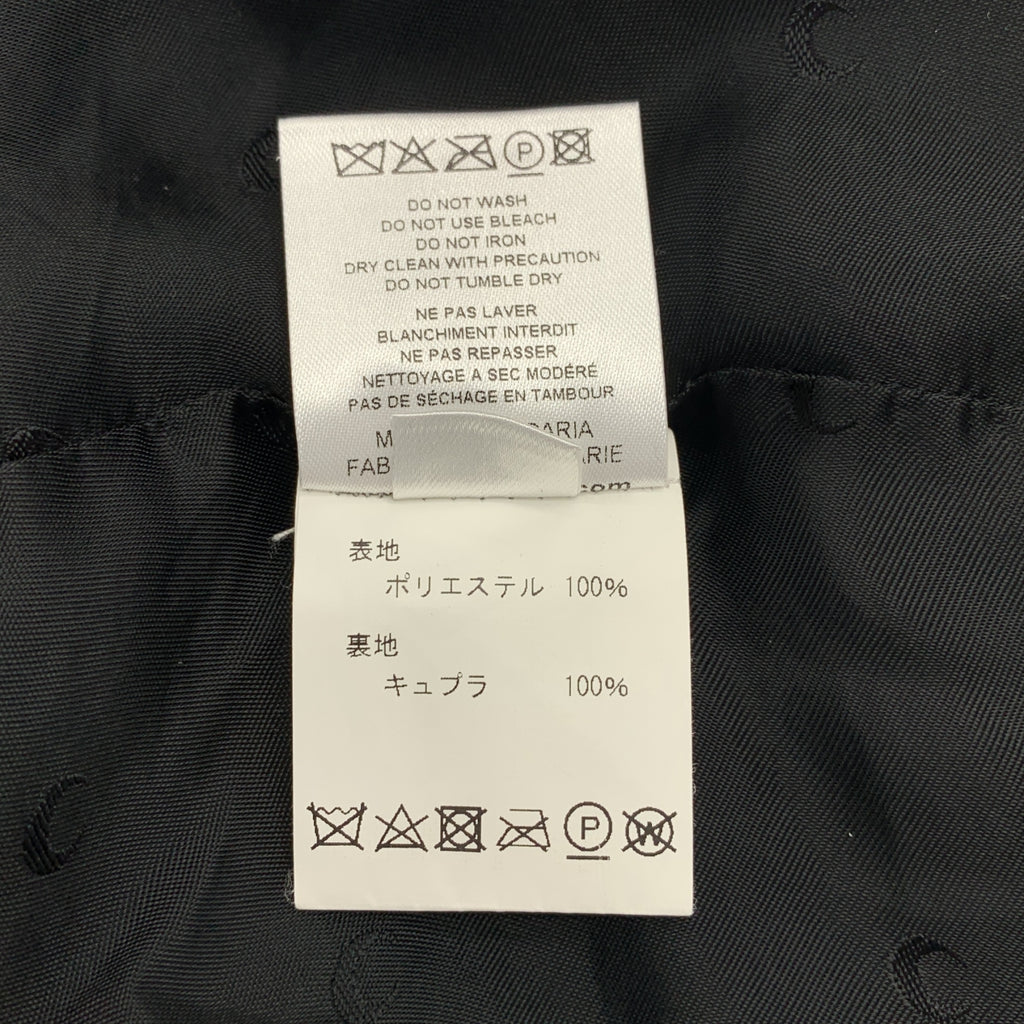 DO NOT WASH
DO NOT USE BLEACH
DO NOT IRON
DRY CLEAN WITH PRECAUTION
DO NOT TUMBLE DRY
NE PAS LAVER
BLANCHIMENT INTERDIT
NE PAS REPASSER
NETTOYAGE A SEC MODÉRÉ
PAS DE SÉCHAGE EN TAMBOUR
表地
ポリエステル 100%
裏地
キュプラ 100%
P
W